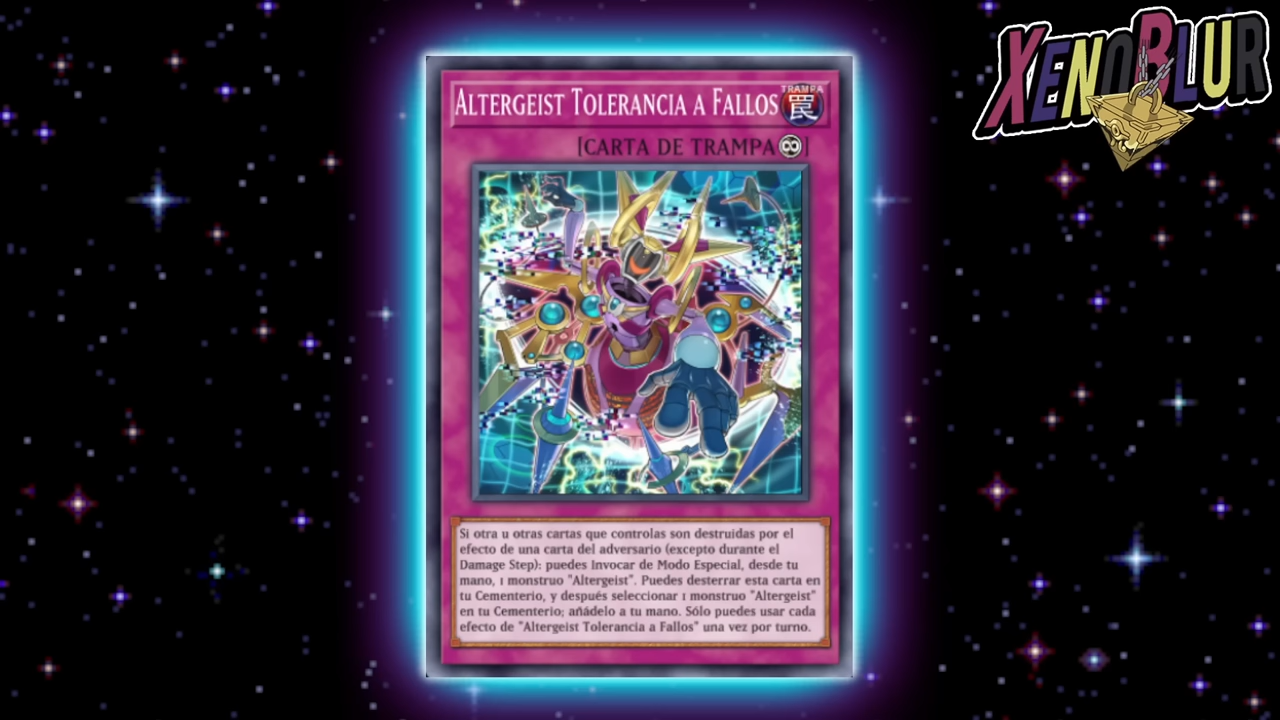 XENOBLUR
ALTERGEIST TOLERANCIA A FALLOS
TRAMPA
罠
[CARTA DE TRAMPA∞]
Si otra u otras cartas que controlas son destruidas por el
efecto de una carta del adversario (excepto durante el
Damage Step): puedes Invocar de Modo Especial, desde tu
mano, 1 monstruo "Altergeist". Puedes desterrar esta carta en
tu Cementerio, y después seleccionar 1 monstruo "Altergeist"
en tu Cementerio; añádelo a tu mano. Sólo puedes usar cada
efecto de "Altergeist Tolerancia a Fallos" una vez por turno.